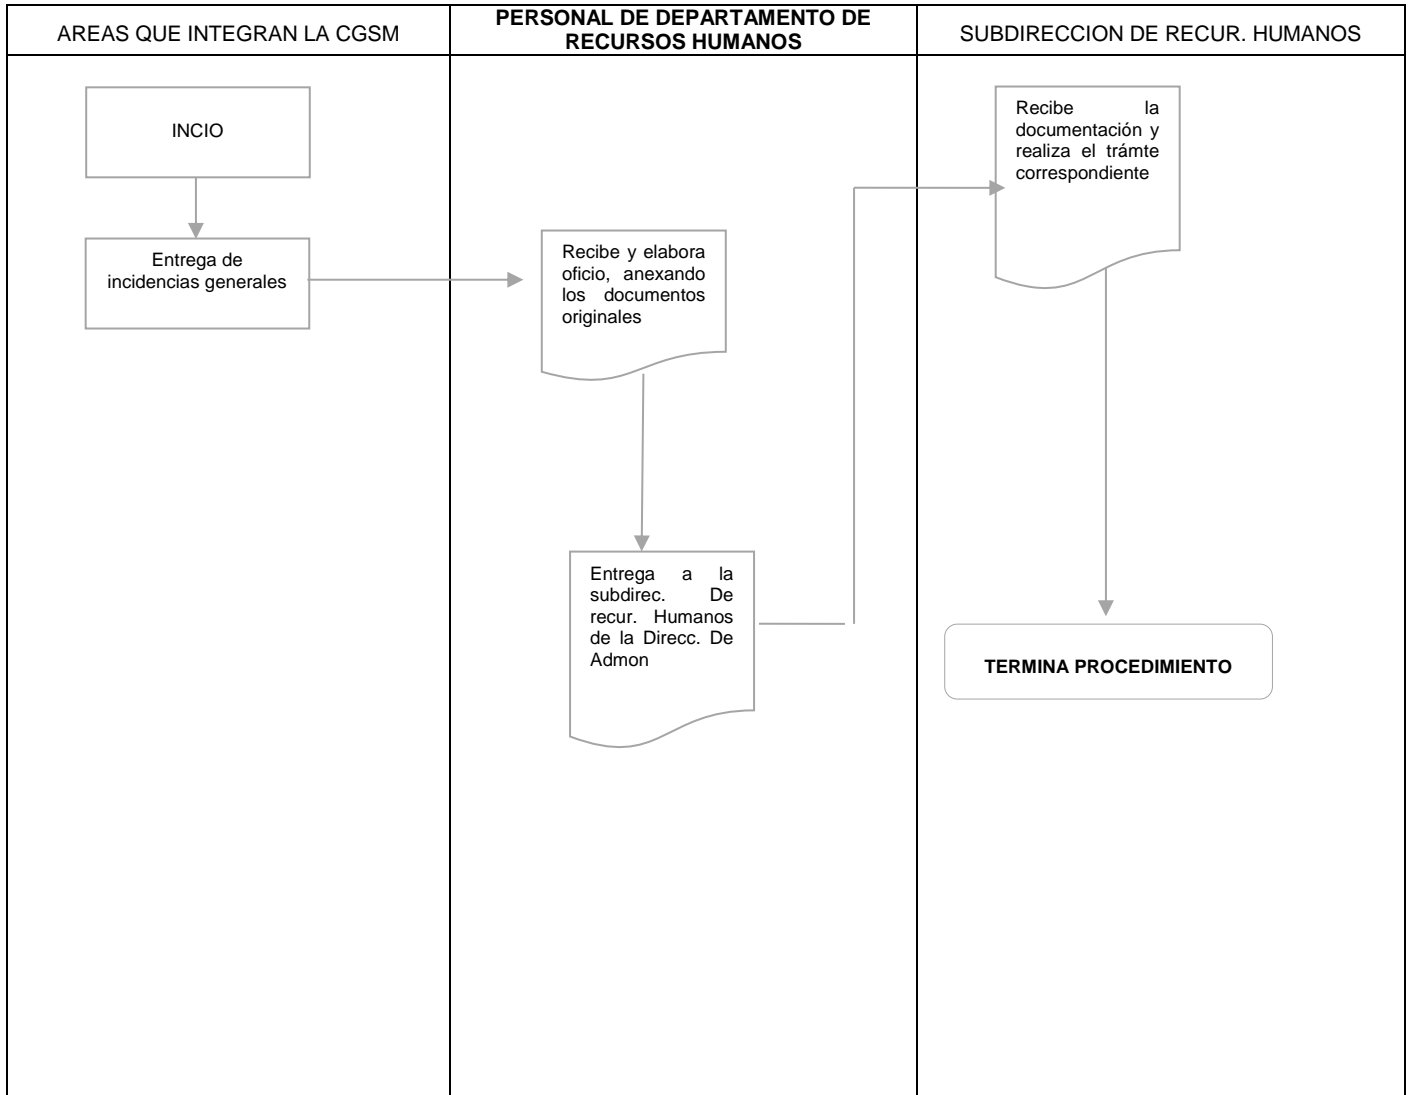 AREAS QUE INTEGRAN LA CGSM
PERSONAL DE DEPARTAMENTO DE
RECURSOS HUMANOS
SUBDIRECCION DE RECUR. HUMANOS
INCIO
Entrega de
incidencias generales
Recibe y elabora
oficio, anexando
los documentos
originales
Entrega a la
subdirec. De
recur. Humanos
de la Direcc. De
Admon
Recibe la
documentación y
realiza el trámte
correspondiente
TERMINA PROCEDIMIENTO